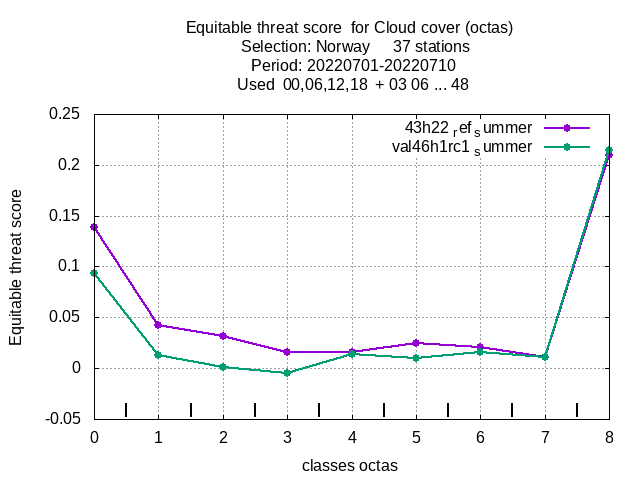 Equitable threat score for Cloud cover (octas)
Selection: Norway 37 stations
Period: 20220701-20220710
Used 00,06,12,18 + 03 06 ... 48
43h22_ref_summer
val46h1rc1_summer
Equitable threat score
0.25
0.2
0.15
0.1
0.05
0
-0.05
0 1 2 3 4 5 6 7 8
classes octas